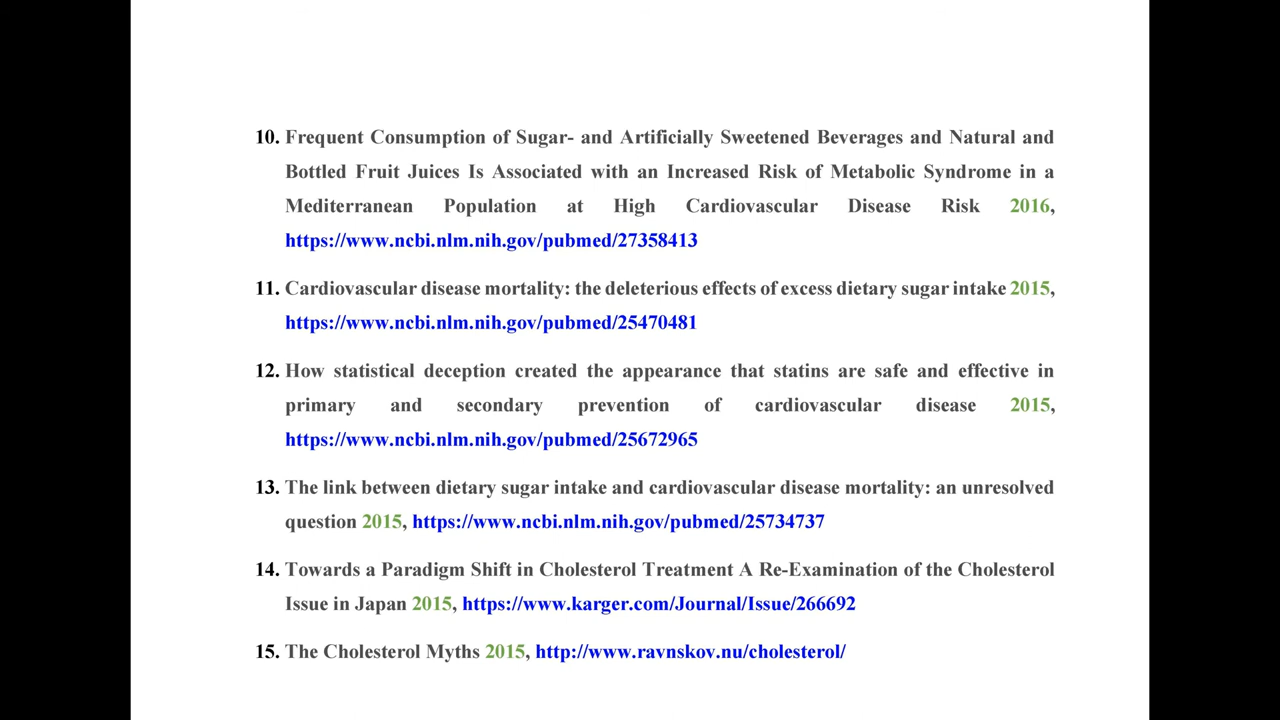 10. Frequent Consumption of Sugar- and Artificially Sweetened Beverages and Natural and
Bottled Fruit Juices Is Associated with an Increased Risk of Metabolic Syndrome in a
Mediterranean Population at High Cardiovascular Disease Risk 2016,
https://www.ncbi.nlm.nih.gov/pubmed/27358413
11. Cardiovascular disease mortality: the deleterious effects of excess dietary sugar intake 2015,
https://www.ncbi.nlm.nih.gov/pubmed/25470481
12. How statistical deception created the appearance that statins are safe and effective in
primary and secondary prevention of cardiovascular disease 2015,
https://www.ncbi.nlm.nih.gov/pubmed/25672965
13. The link between dietary sugar intake and cardiovascular disease mortality: an unresolved
question 2015, https://www.ncbi.nlm.nih.gov/pubmed/25734737
14. Towards a Paradigm Shift in Cholesterol Treatment A Re-Examination of the Cholesterol
Issue in Japan 2015, https://www.karger.com/Journal/Issue/266692
15. The Cholesterol Myths 2015, http://www.ravnskov.nu/cholesterol/